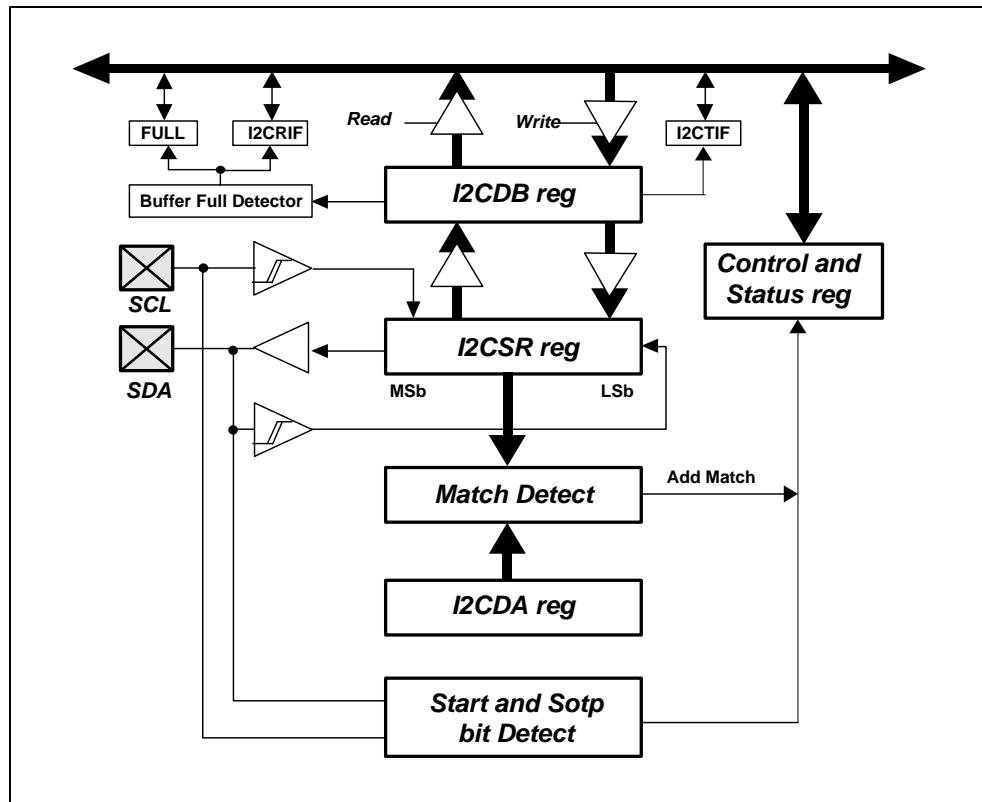 Read
Write
FULL
I2CRIF
I2CTIF
Buffer Full Detector
I2CDB reg
Control and
Status reg
SCL
SDA
I2CSR reg
MSb
LSb
Match Detect
Add Match
I2CDA reg
Start and Sotp
bit Detect